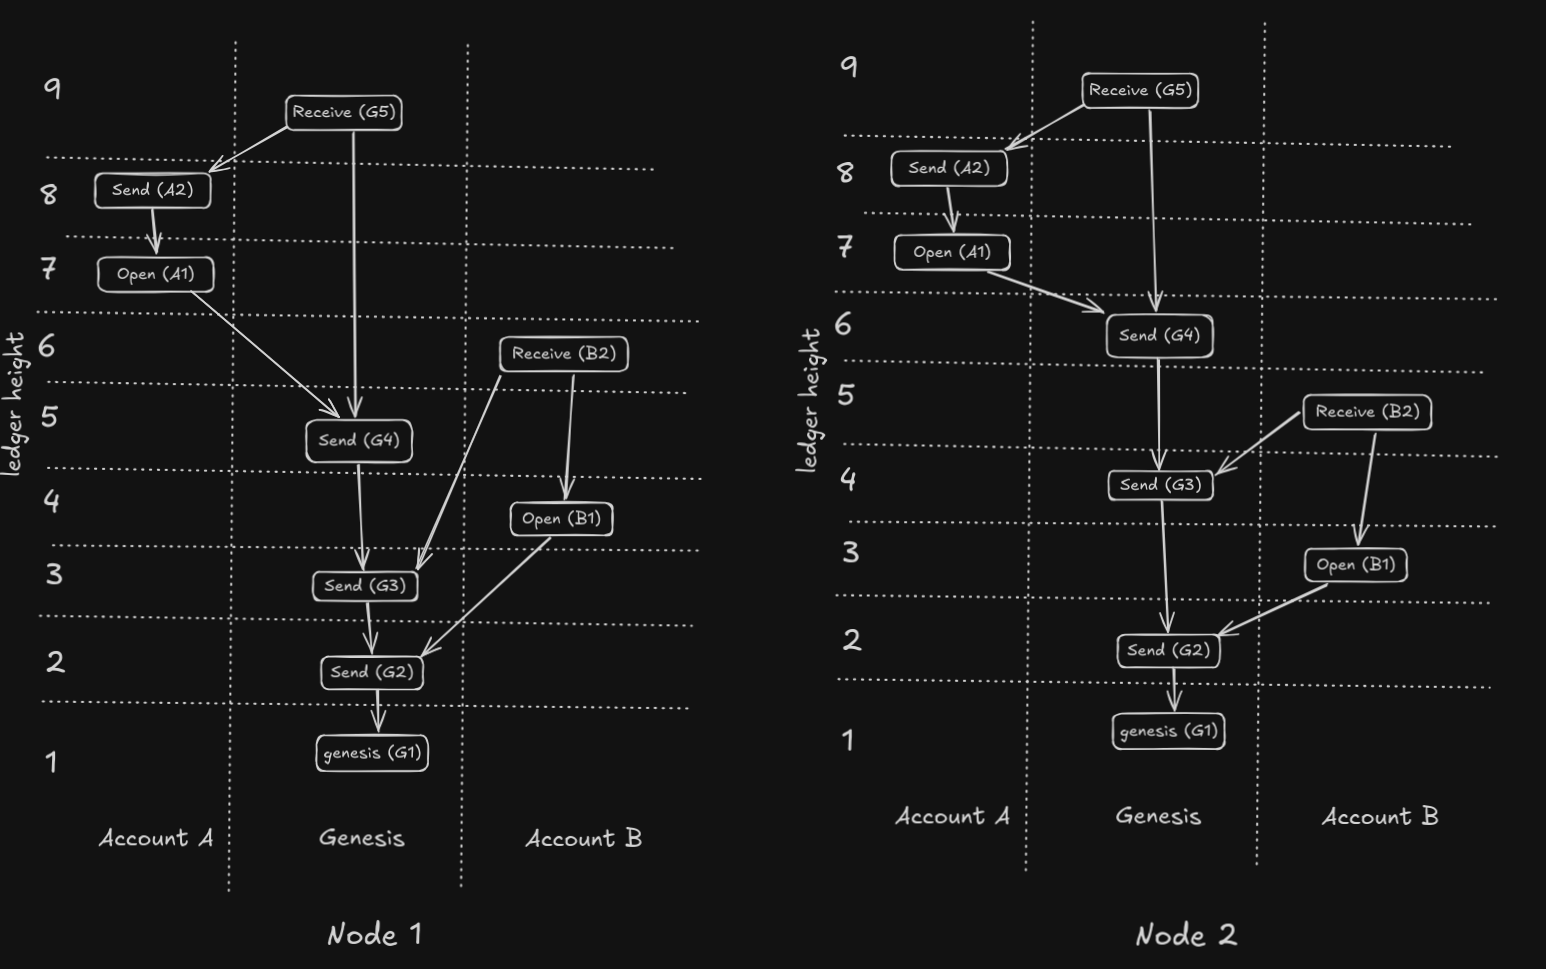 9
Receive (G5)
8
Send (A2)
7
Open (A1)
6
Receive (B2)
5
Send (G4)
4
Open (B1)
3
Send (G3)
2
Send (G2)
1
genesis (G1)
ledger height
Account A
Genesis
Account B
Node 1
9
Receive (G5)
8
Send (A2)
7
Open (A1)
6
Send (G4)
5
Receive (B2)
4
Send (G3)
3
Open (B1)
2
Send (G2)
1
genesis (G1)
ledger height
Account A
Genesis
Account B
Node 2